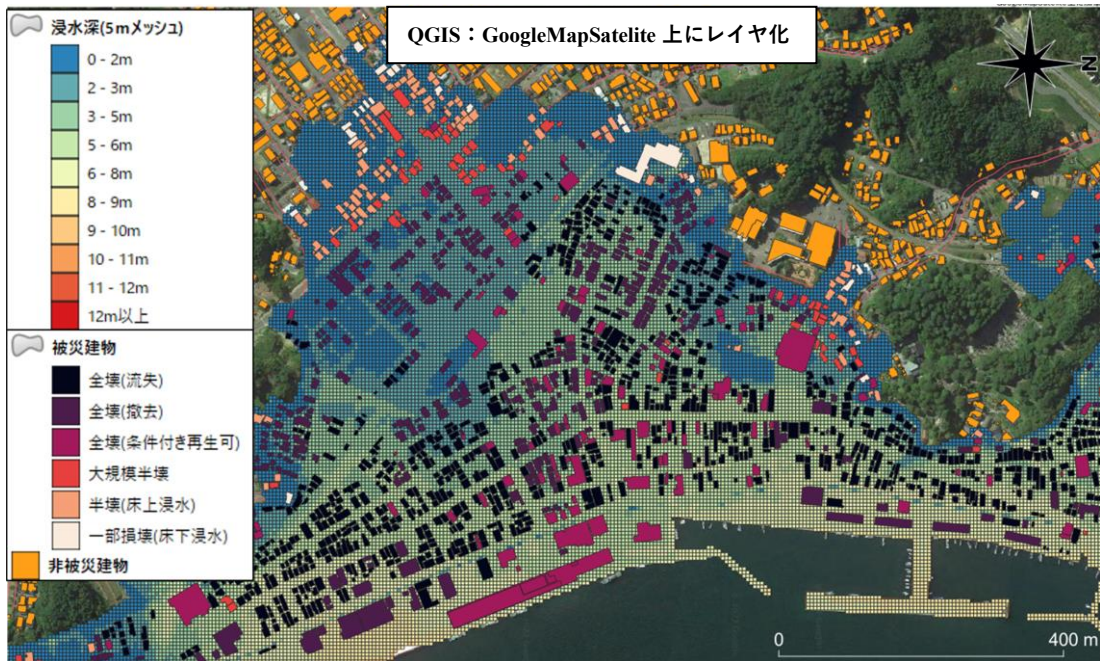 QGIS：GoogleMapSatelite 上にレイヤ化
浸水深(5mメッシュ)
0 - 2m
2 - 3m
3 - 5m
5 - 6m
6 - 8m
8 - 9m
9 - 10m
10 - 11m
11 - 12m
12m以上
被災建物
全壊(流失)
全壊(撤去)
全壊(条件付き再生可)
大規模半壊
半壊(床上浸水)
一部損壊(床下浸水)
非被災建物
N
0
400 m